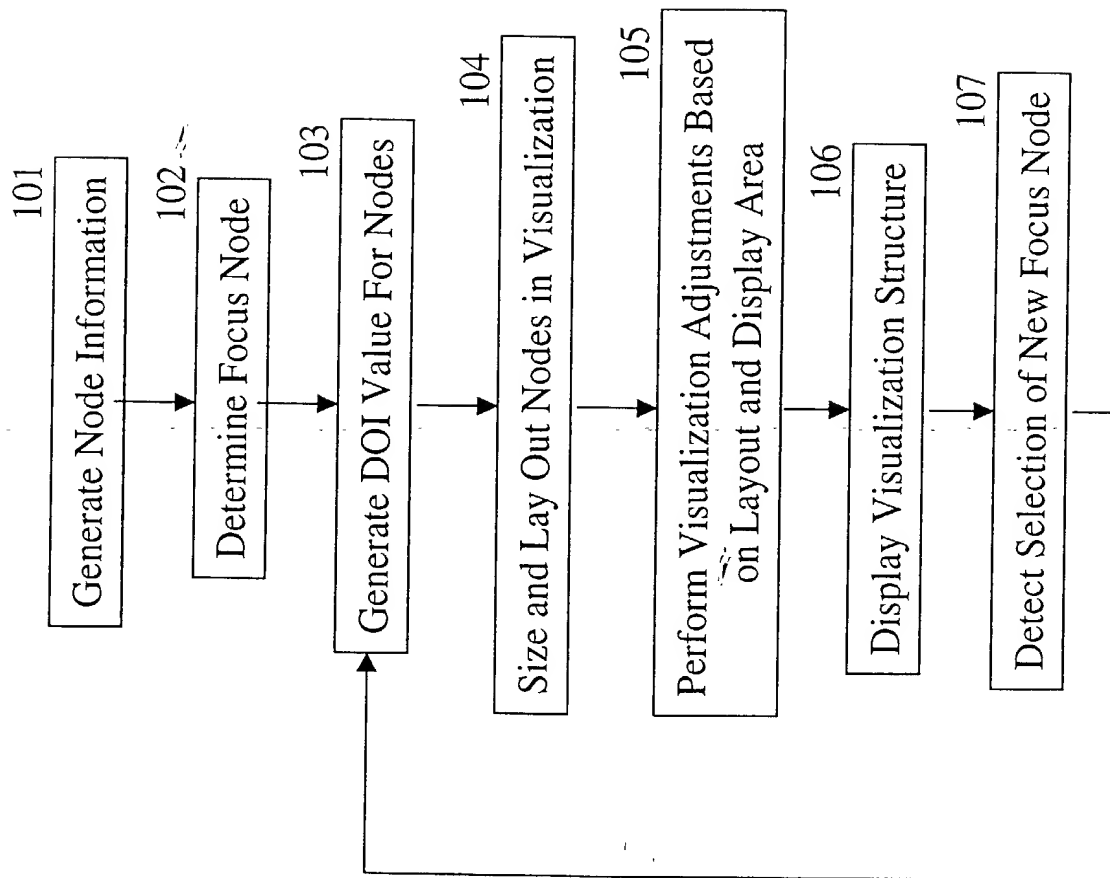 101
Generate Node Information
102
Determine Focus Node
103
Generate DOI Value For Nodes
104
Size and Lay Out Nodes in Visualization
105
Perform Visualization Adjustments Based
on Layout and Display Area
106
Display Visualization Structure
107
Detect Selection of New Focus Node